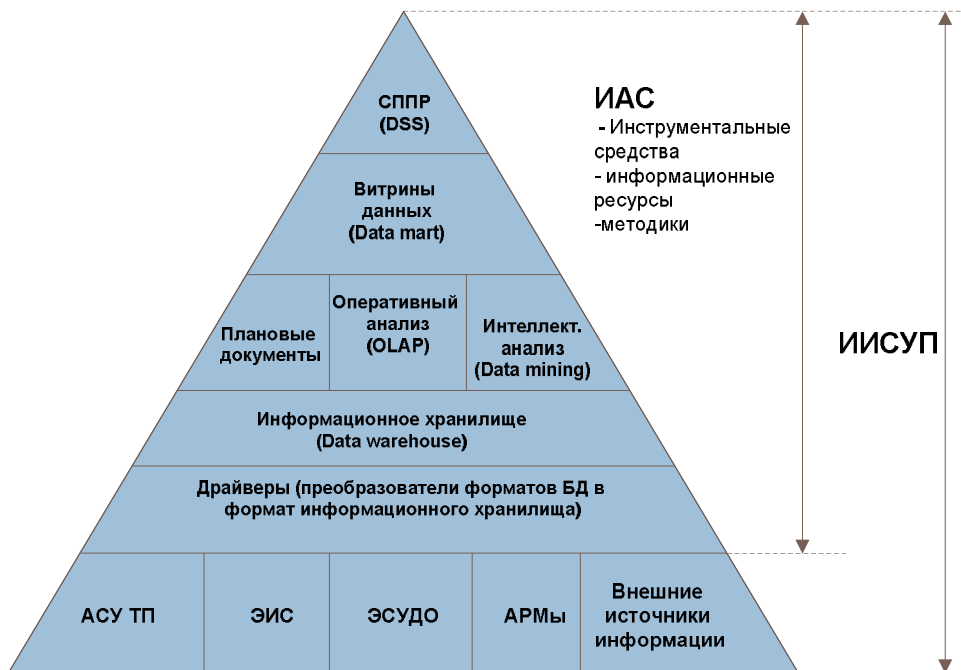 СППР
(DSS)
ИАС
- Инструментальные
средства
- информационные
ресурсы
-методики
Витрины
данных
(Data mart)
Плановые
документы
Оперативный
анализ
(OLAP)
Интеллект.
анализ
(Data mining)
ИИСУП
Информационное хранилище
(Data warehouse)
Драйверы (преобразователи форматов БД в
формат информационного хранилища)
АСУ ТП
ЭИС
ЭСУДО
АРМы
Внешние
источники
информации